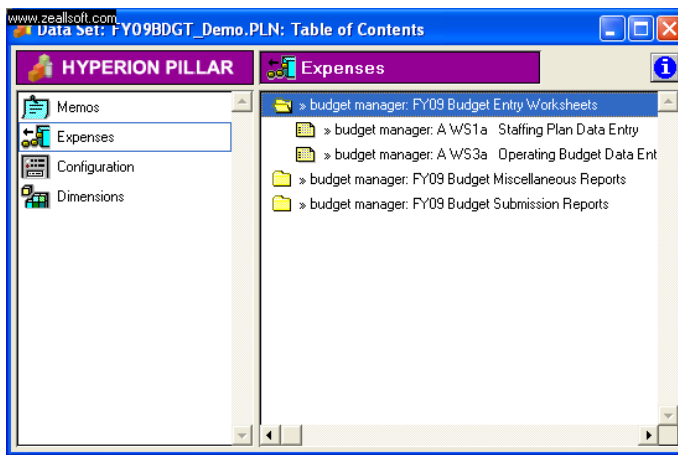 www.zeallsoft.com
Data Set: FY09BDGT_Demo.PLN: Table of Contents
HYPERION PILLAR
Expenses
Memos
Expenses
Configuration
Dimensions
» budget manager: FY09 Budget Entry Worksheets
» budget manager: A WS1a Staffing Plan Data Entry
» budget manager: A WS3a Operating Budget Data Ent
» budget manager: FY09 Budget Miscellaneous Reports
» budget manager: FY09 Budget Submission Reports